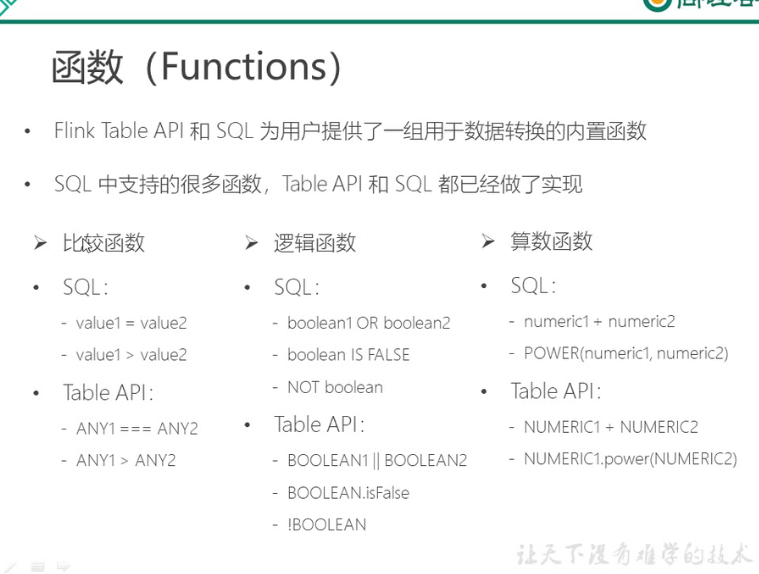 函数（Functions）
• Flink Table API 和 SQL 为用户提供了一组用于数据转换的内置函数
• SQL 中支持的很多函数，Table API 和 SQL 都已经做了实现
➢ 比较函数
• SQL：
- value1 = value2
- value1 > value2
• Table API：
- ANY1 === ANY2
- ANY1 > ANY2
➢ 逻辑函数
• SQL：
- boolean1 OR boolean2
- boolean IS FALSE
- NOT boolean
• Table API：
- BOOLEAN1 || BOOLEAN2
- BOOLEAN.isFalse
- !BOOLEAN
➢ 算数函数
• SQL：
- numeric1 + numeric2
- POWER(numeric1, numeric2)
• Table API：
- NUMERIC1 + NUMERIC2
- NUMERIC1.power(NUMERIC2)
让天下没有难学的技术